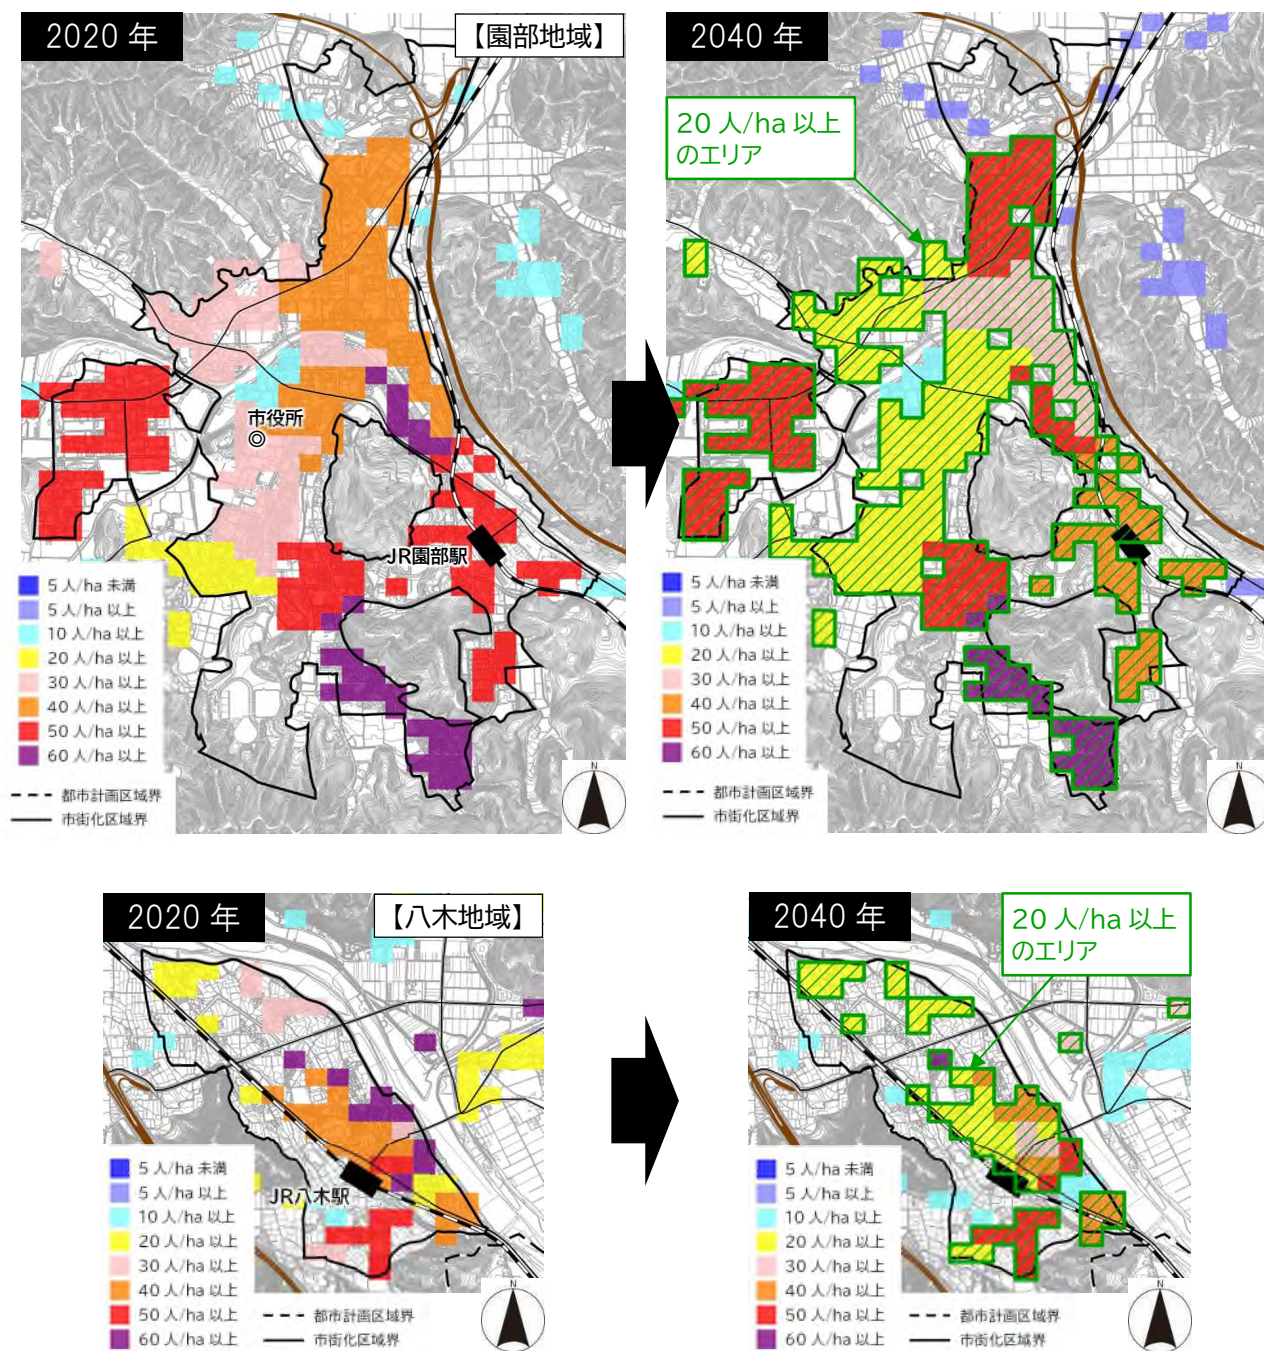 2020 年
【園部地域】
市役所
JR園部駅
5 人/ha 未満
5 人/ha 以上
10 人/ha 以上
20 人/ha 以上
30 人/ha 以上
40 人/ha 以上
50 人/ha 以上
60 人/ha 以上
都市計画区域界
市街化区域界
N
2040 年
20 人/ha 以上
のエリア
5 人/ha 未満
5 人/ha 以上
10 人/ha 以上
20 人/ha 以上
30 人/ha 以上
40 人/ha 以上
50 人/ha 以上
60 人/ha 以上
都市計画区域界
市街化区域界
N
2020 年
【八木地域】
JR八木駅
5 人/ha 未満
5 人/ha 以上
10 人/ha 以上
20 人/ha 以上
30 人/ha 以上
40 人/ha 以上
50 人/ha 以上
60 人/ha 以上
都市計画区域界
市街化区域界
N
2040 年
20 人/ha 以上
のエリア
5 人/ha 未満
5 人/ha 以上
10 人/ha 以上
20 人/ha 以上
30 人/ha 以上
40 人/ha 以上
50 人/ha 以上
60 人/ha 以上
都市計画区域界
市街化区域界
N